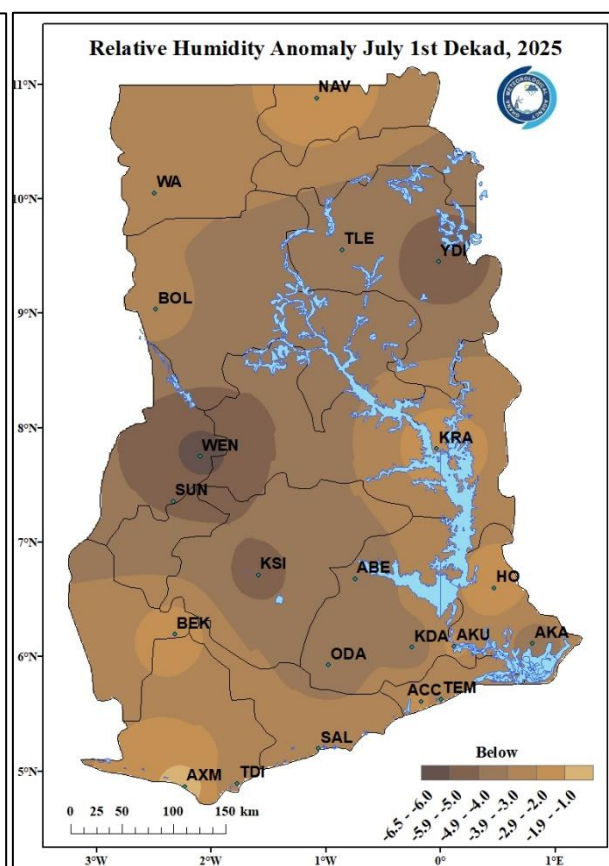 Relative Humidity Anomaly July 1st Dekad, 2025
11°N
NAV
GHANA METEOROLOGICAL AGENCY
WA
10°N
TLE
YDI
BOL
9°N
8°N
WEN
KRA
SUN
7°N
KSI
ABE
HO
BEK
KDA
AKU
AKA
6°N
ODA
ACC
TEM
SAL
Below
5°N
AXM
TDI
0 25 50 100 150 km
-6.5 - -6.0
-5.9 - -5.0
-4.9 - -4.0
-3.9 - -3.0
-2.9 - -2.0
-1.9 - -1.0
3°W 2°W 1°W 0° 1°E